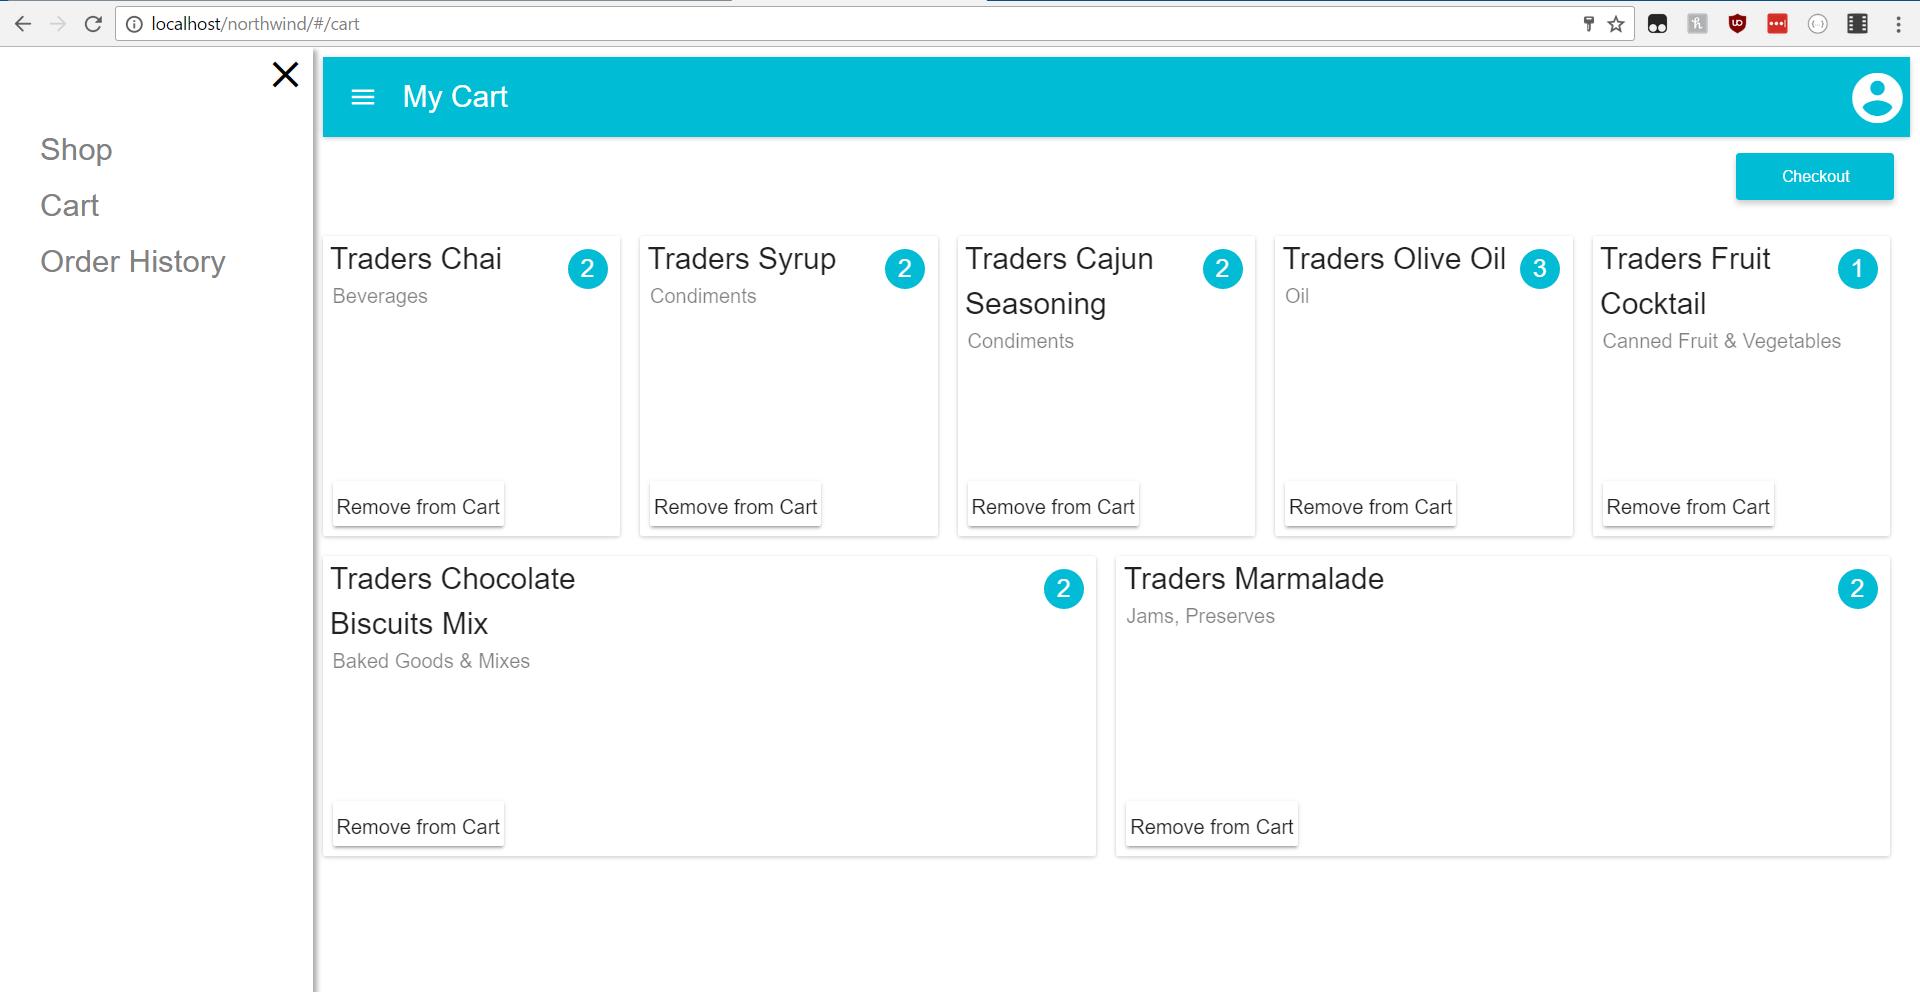 localhost/northwind/#/cart
My Cart
Checkout
Shop
Cart
Order History
Traders Chai
2
Beverages
Remove from Cart
Traders Syrup
2
Condiments
Remove from Cart
Traders Cajun
Seasoning
2
Condiments
Remove from Cart
Traders Olive Oil
3
Oil
Remove from Cart
Traders Fruit
Cocktail
1
Canned Fruit & Vegetables
Remove from Cart
Traders Chocolate
Biscuits Mix
2
Baked Goods & Mixes
Remove from Cart
Traders Marmalade
2
Jams, Preserves
Remove from Cart